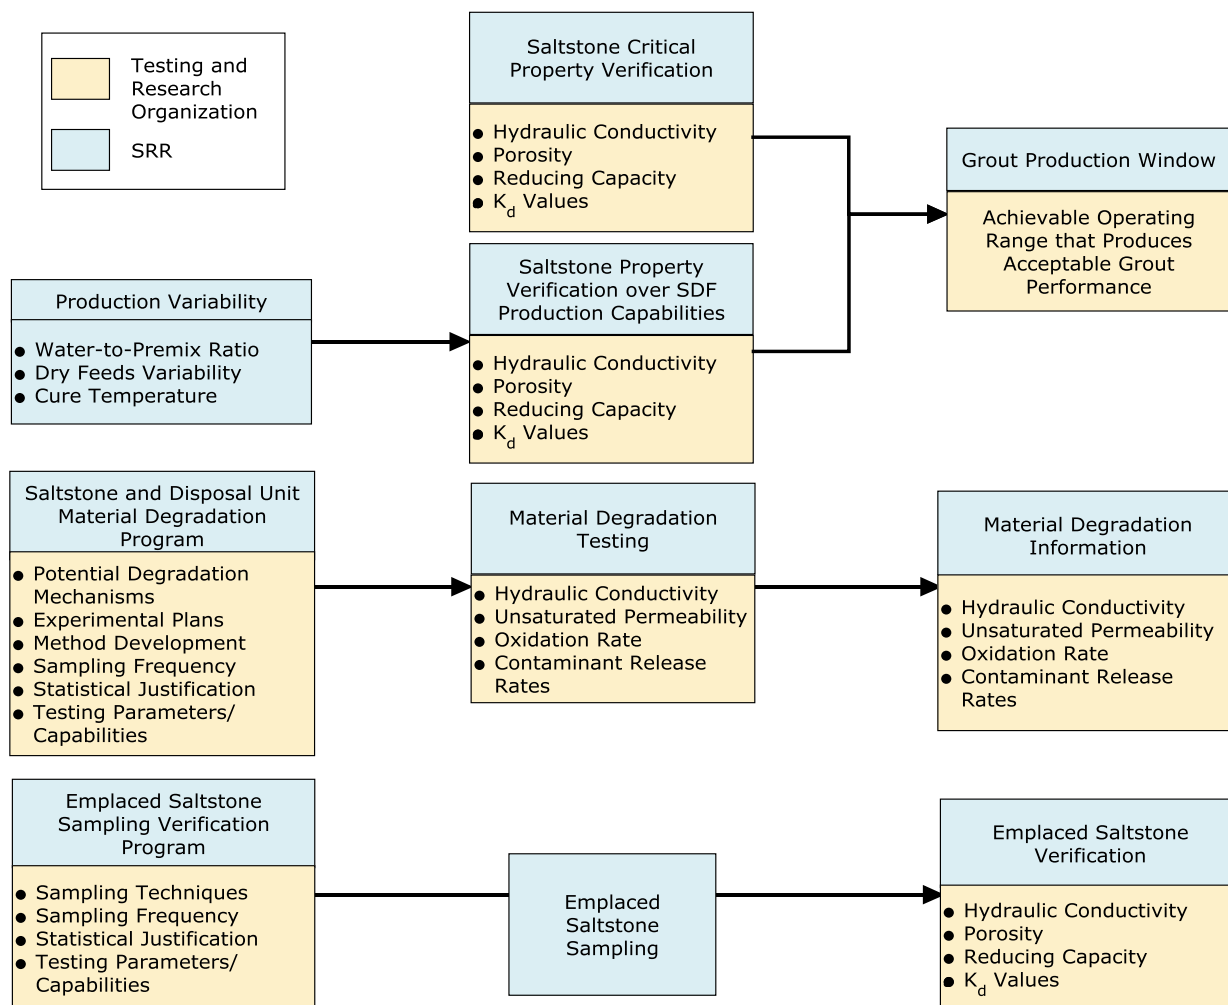 Testing and
Research
Organization
SRR
Saltstone Critical
Property Verification
● Hydraulic Conductivity
● Porosity
● Reducing Capacity
● Kd Values
Grout Production Window
Achievable Operating
Range that Produces
Acceptable Grout
Performance
Production Variability
● Water-to-Premix Ratio
● Dry Feeds Variability
● Cure Temperature
Saltstone Property
Verification over SDF
Production Capabilities
● Hydraulic Conductivity
● Porosity
● Reducing Capacity
● Kd Values
Saltstone and Disposal Unit
Material Degradation
Program
● Potential Degradation
Mechanisms
● Experimental Plans
● Method Development
● Sampling Frequency
● Statistical Justification
● Testing Parameters/
Capabilities
Material Degradation
Testing
● Hydraulic Conductivity
● Unsaturated Permeability
● Oxidation Rate
● Contaminant Release
Rates
Material Degradation
Information
● Hydraulic Conductivity
● Unsaturated Permeability
● Oxidation Rate
● Contaminant Release
Rates
Emplaced Saltstone
Sampling Verification
Program
● Sampling Techniques
● Sampling Frequency
● Statistical Justification
● Testing Parameters/
Capabilities
Emplaced
Saltstone
Sampling
Emplaced Saltstone
Verification
● Hydraulic Conductivity
● Porosity
● Reducing Capacity
● Kd Values